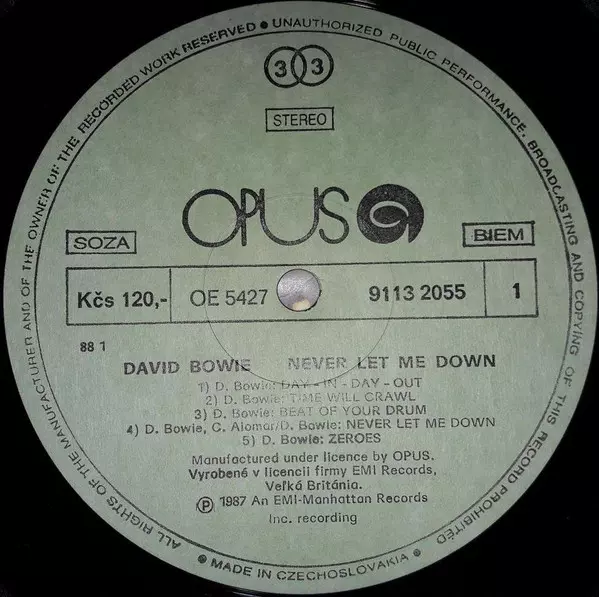 ALL RIGHTS OF THE MANUFACTURER AND OF THE OWNER OF THE RECORDED WORK RESERVED ● UNAUTHORIZED PUBLIC PERFORMANCE, BROADCASTING AND COPYING OF THIS RECORD PROHIBITED
33
STEREO
OPUS
SOZA
BIEM
Kčs 120,-
OE 5427
9113 2055
1
88 1
DAVID BOWIE NEVER LET ME DOWN
1) D. Bowie: DAY - IN - DAY - OUT
2) D. Bowie: TIME WILL CRAWL
3) D. Bowie: BEAT OF YOUR DRUM
4) D. Bowie, C. Alomar/D. Bowie: NEVER LET ME DOWN
5) D. Bowie: ZEROES
Manufactured under licence by OPUS.
Vyrobené v licencii firmy EMI Records,
Veľká Británia.
Ⓟ 1987 An EMI-Manhattan Records
Inc. recording
● MADE IN CZECHOSLOVAKIA ●